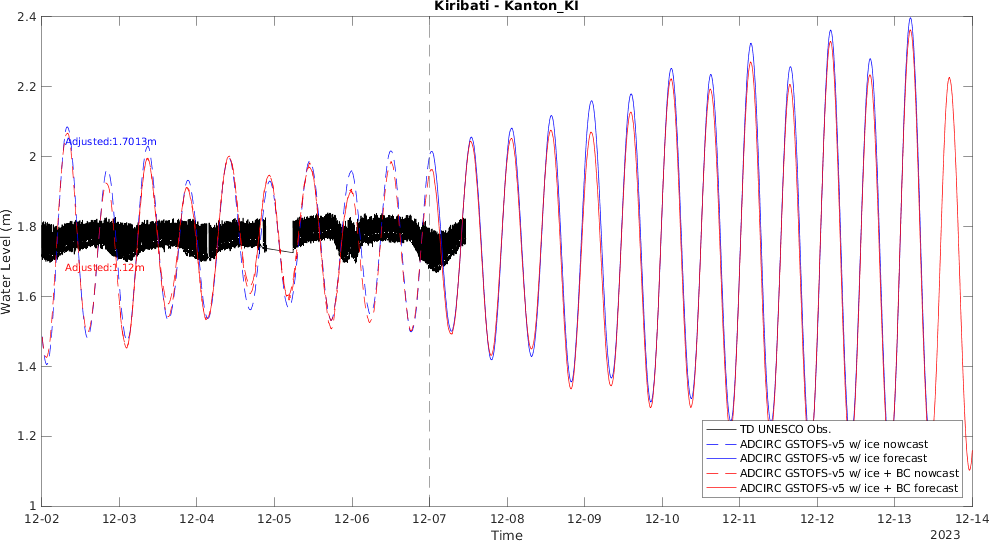 Kiribati - Kanton_KI
2.4
2.2
2
1.8
1.6
1.4
1.2
1
Water Level (m)
Adjusted:1.7013m
Adjusted:1.12m
TD UNESCO Obs.
ADCIRC GSTOFS-v5 w/ ice nowcast
ADCIRC GSTOFS-v5 w/ ice forecast
ADCIRC GSTOFS-v5 w/ ice + BC nowcast
ADCIRC GSTOFS-v5 w/ ice + BC forecast
12-02 12-03 12-04 12-05 12-06 12-07 12-08 12-09 12-10 12-11 12-12 12-13 12-14
Time
2023